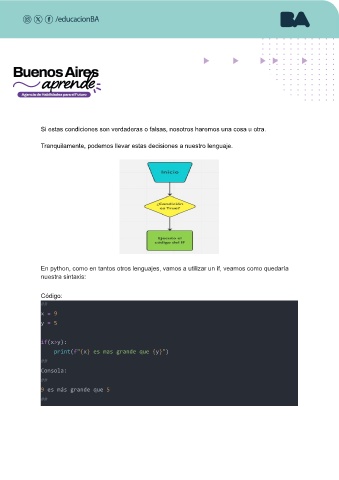 /educacionBA
BA
Buenos Aires
aprende
Agencia de Habilidades para el Futuro
Si estas condiciones son verdaderas o falsas, nosotros haremos una cosa u otra.
Tranquilamente, podemos llevar estas decisiones a nuestro lenguaje.
Inicio
¿Condición
es True?
Ejecuta el
código del IF
En python, como en tantos otros lenguajes, vamos a utilizar un if, veamos como quedaría
nuestra sintaxis:
Código:
""
x = 9
y = 5
if(x>y):
print(f"{x} es mas grande que {y}")
""
Consola:
""
9 es más grande que 5
""